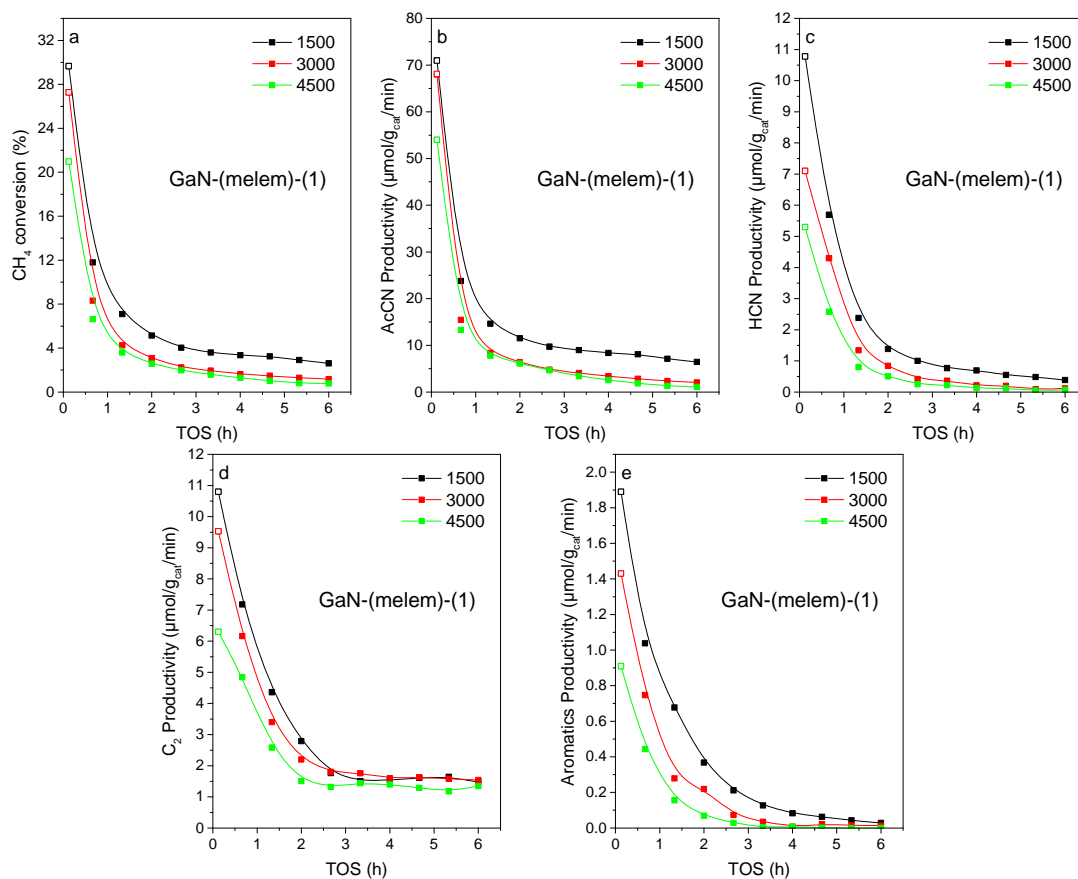 a
1500
3000
4500
GaN-(melem)-(1)
CH4 conversion (%)
32
28
24
20
16
12
8
4
0
0 1 2 3 4 5 6
TOS (h)
b
1500
3000
4500
GaN-(melem)-(1)
AcCN Productivity (μmol/gcat/min)
80
70
60
50
40
30
20
10
0
0 1 2 3 4 5 6
TOS (h)
c
1500
3000
4500
GaN-(melem)-(1)
HCN Productivity (μmol/gcat/min)
12
11
10
9
8
7
6
5
4
3
2
1
0
0 1 2 3 4 5 6
TOS (h)
d
1500
3000
4500
GaN-(melem)-(1)
C2 Productivity (μmol/gcat/min)
12
11
10
9
8
7
6
5
4
3
2
1
0
0 1 2 3 4 5 6
TOS (h)
e
1500
3000
4500
GaN-(melem)-(1)
Aromatics Productivity (μmol/gcat/min)
2.0
1.8
1.6
1.4
1.2
1.0
0.8
0.6
0.4
0.2
0.0
0 1 2 3 4 5 6
TOS (h)